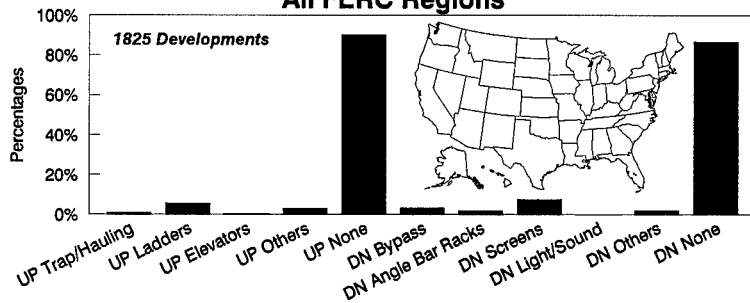 All FERC Regions
1825 Developments
Percentages
100%
80%
60%
40%
20%
0%
UP Trap/Hauling
UP Ladders
UP Elevators
UP Others
UP None
DN Bypass
DN Angle Bar Racks
DN Screens
DN Light/Sound
DN Others
DN None